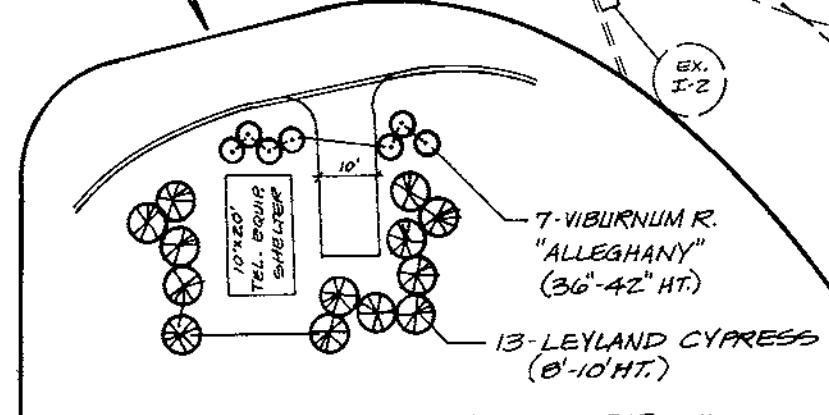 EX.
I-2
10'
10'x20'
TEL. EQUIP.
SHELTER
7-VIBURNUM R.
"ALLEGHANY"
(36"-42" HT.)
13-LEYLAND CYPRESS
(8'-10' HT.)